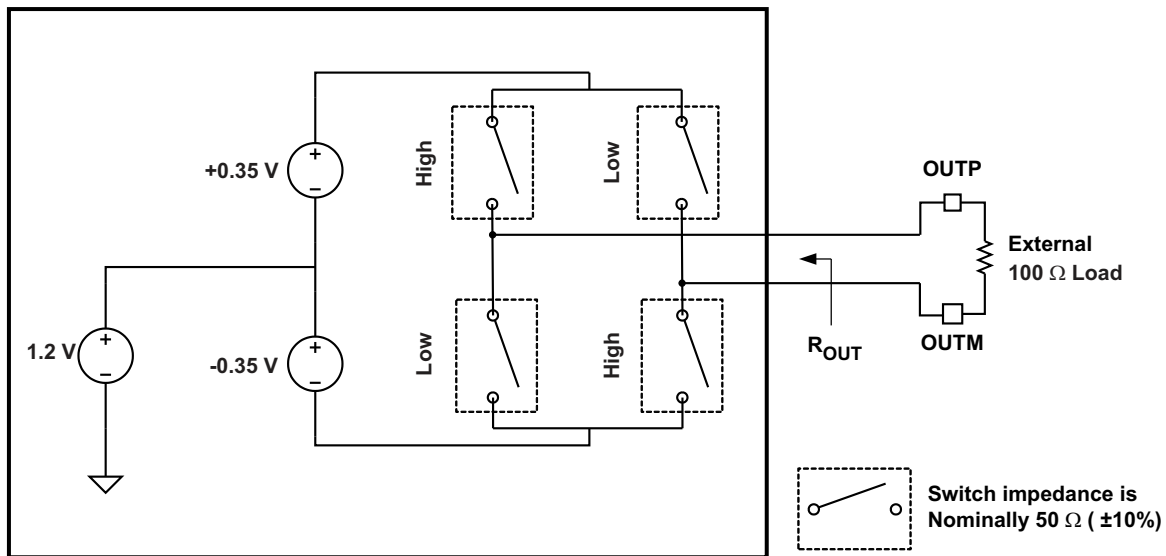 +0.35 V
High
Low
OUTP
External
100 Ω Load
1.2 V
-0.35 V
Low
High
ROUT
OUTM
Switch impedance is
Nominally 50 Ω ( ±10%)
+
−
+
−
+
−